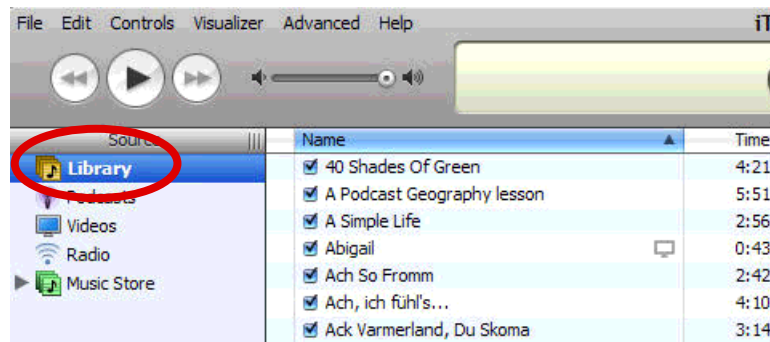 File Edit Controls Visualizer Advanced Help iT
Source Name Time
Library 40 Shades Of Green 4:21
Podcasts A Podcast Geography lesson 5:51
Videos A Simple Life 2:56
Radio Abigail 0:43
Music Store Ach So Fromm 2:42
Ach, ich fühl's... 4:10
Ack Varmerland, Du Skoma 3:14